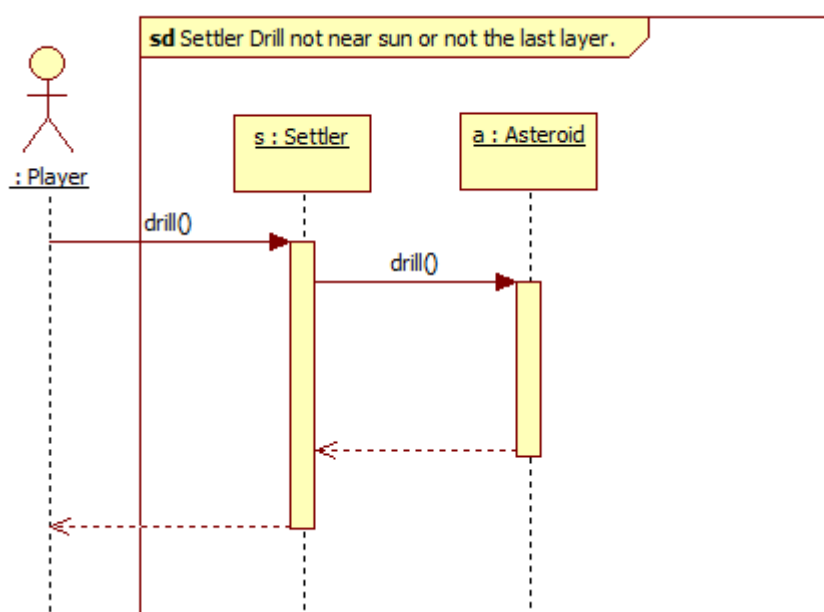 sd Settler Drill not near sun or not the last layer.
s : Settler
a : Asteroid
: Player
drill()
drill()